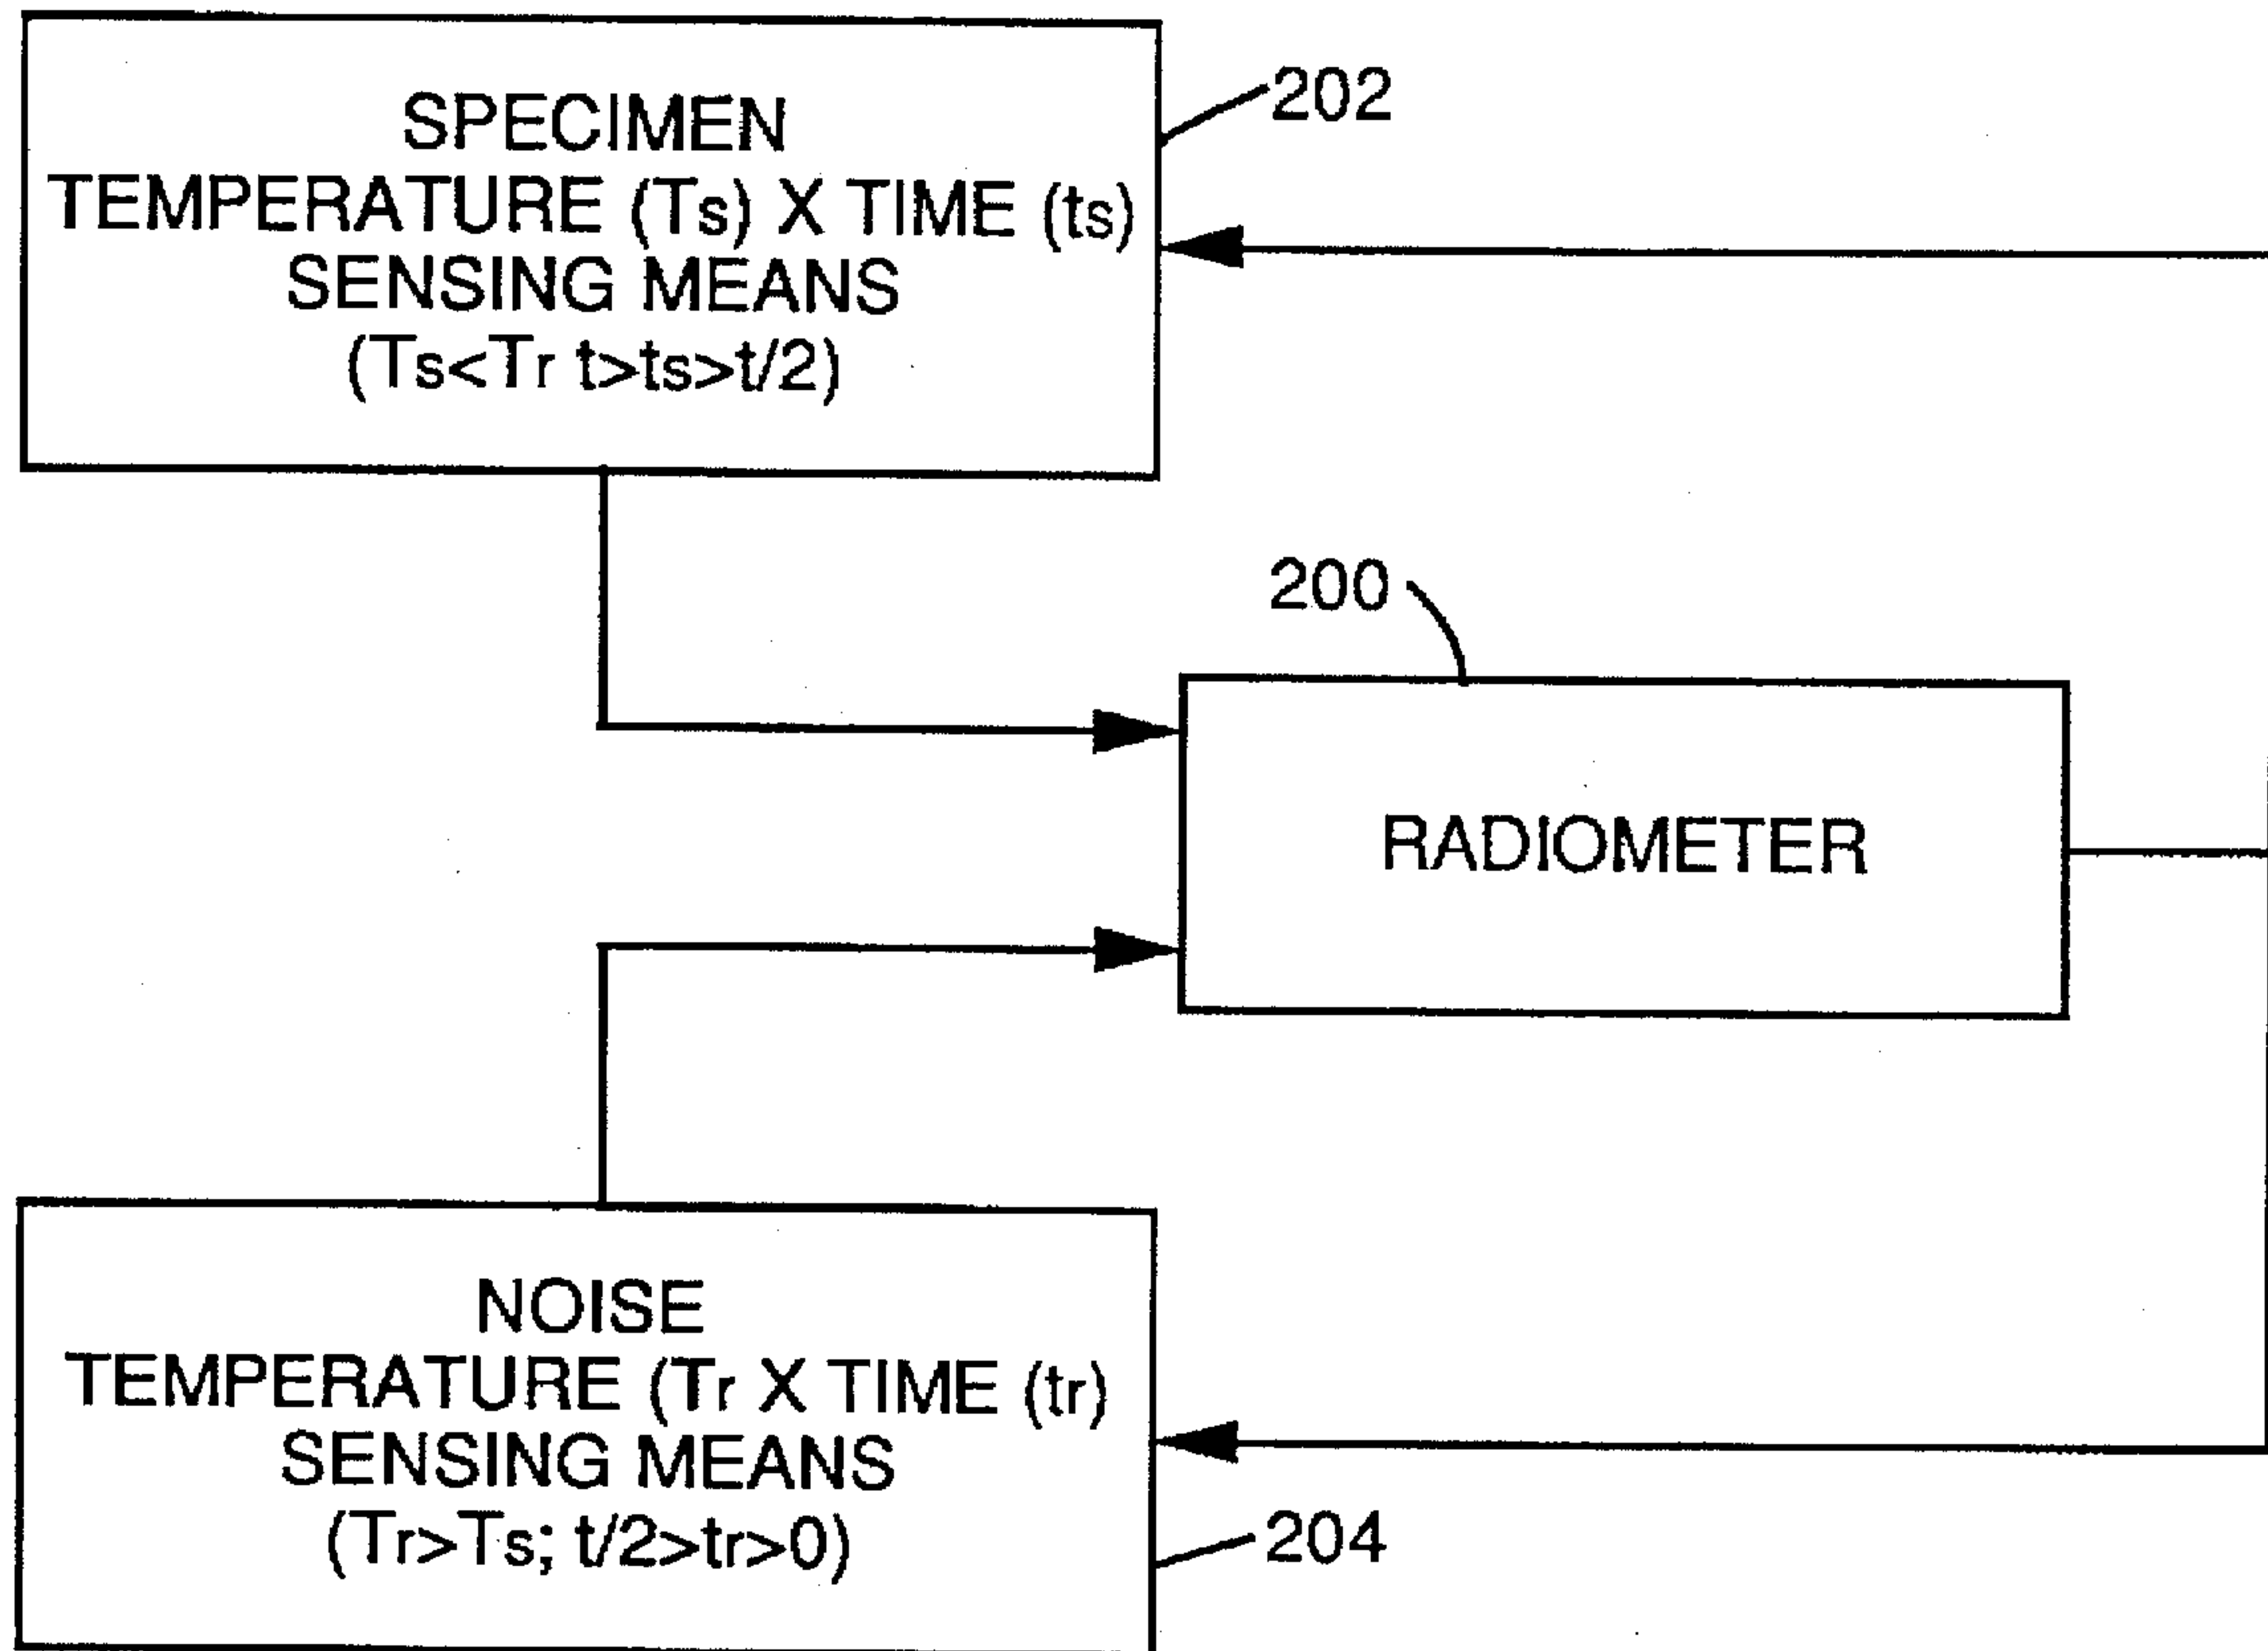 SPECIMEN
TEMPERATURE (Ts) X TIME (ts)
SENSING MEANS
(Ts<Tr t>ts>t/2)
202
200
RADIOMETER
NOISE
TEMPERATURE (Tr X TIME (tr)
SENSING MEANS
(Tr>Ts; t/2>tr>0)
204